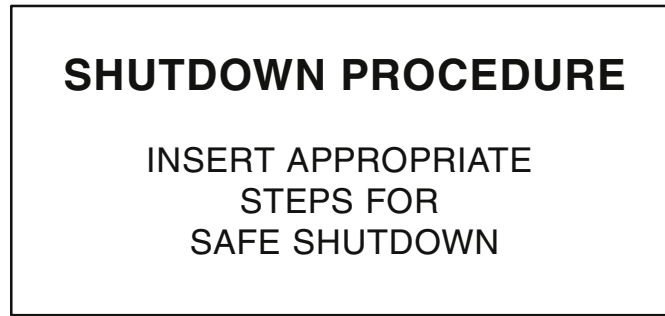 SHUTDOWN PROCEDURE
INSERT APPROPRIATE
STEPS FOR
SAFE SHUTDOWN